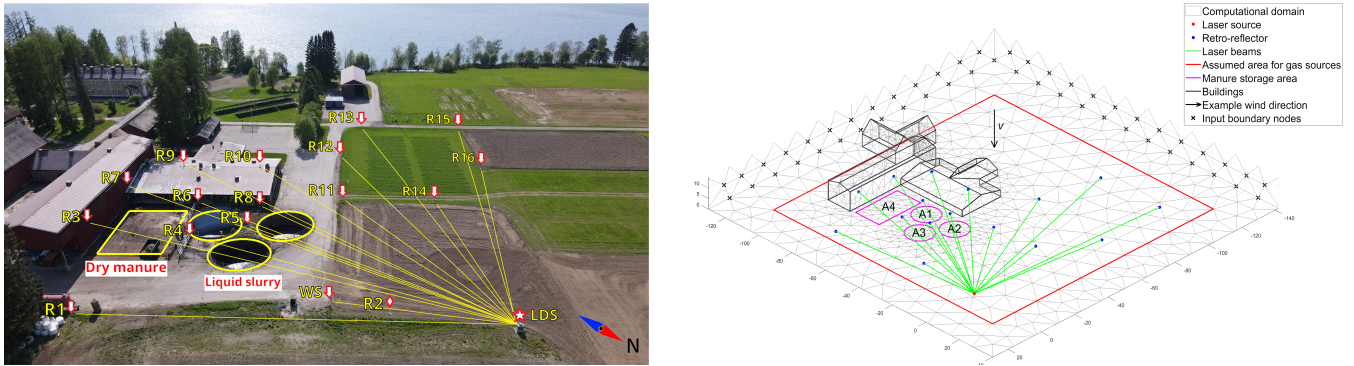 R13
R15
R12
R16
R9
R10
R7
R6
R8
R11
R14
R3
R5
R4
Dry manure
Liquid slurry
WS
R2
R1
LDS
N
Computational domain
Laser source
Retro-reflector
Laser beams
Assumed area for gas sources
Manure storage area
Buildings
Example wind direction
Input boundary nodes
v
10
5
0
A4
A1
A3
A2
-120
-100
-80
-60
-40
-20
0
20
-140
-120
-100
-80
-60
-40
-20
0
20
40